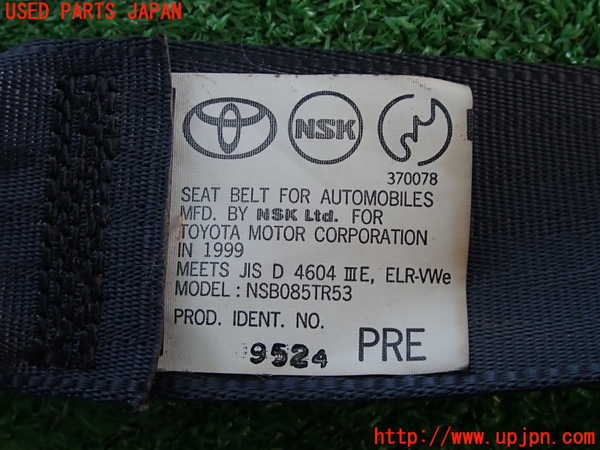 USED PARTS JAPAN
NSK
370078
SEAT BELT FOR AUTOMOBILES
MFD. BY NSK Ltd. FOR
TOYOTA MOTOR CORPORATION
IN 1999
MEETS JIS D 4604 ⅢE, ELR-VWe
MODEL : NSB085TR53
PROD. IDENT. NO.
9524 PRE
http://www.upjpn.com/